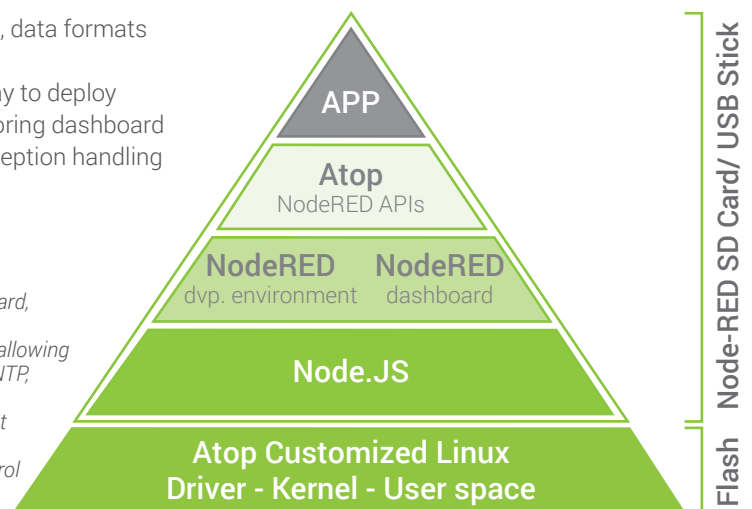 , data formats
y to deploy
oring dashboard
eption handling
ard,
allowing
NTP,
t
rol
APP
Atop
NodeRED APIs
NodeRED NodeRED
dvp. environment dashboard
Node.JS
Atop Customized Linux
Driver - Kernel - User space
Node-RED SD Card/ USB Stick
Flash